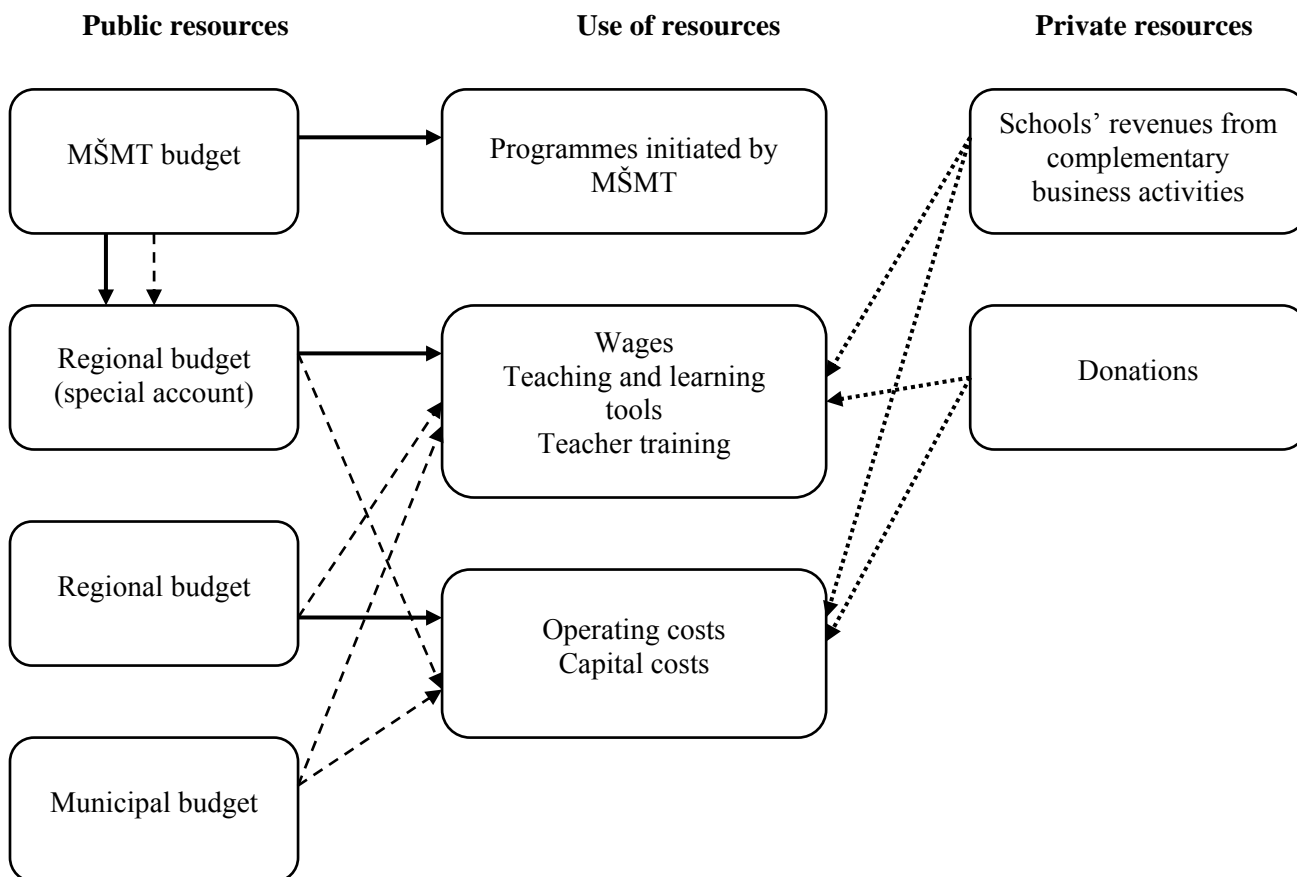 Public resources
Use of resources
Private resources
MŠMT budget
Programmes initiated by
MŠMT
Schools’ revenues from
complementary
business activities
Regional budget
(special account)
Wages
Teaching and learning
tools
Teacher training
Donations
Regional budget
Operating costs
Capital costs
Municipal budget